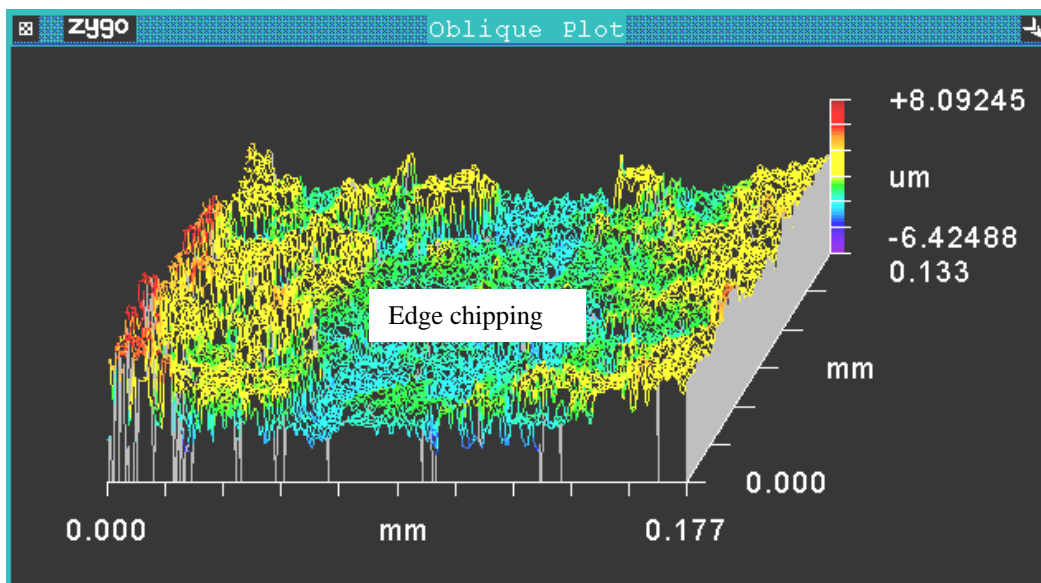 zygo
Oblique Plot
+8.09245
um
-6.42488
0.133
Edge chipping
mm
0.000
0.000
mm
0.177